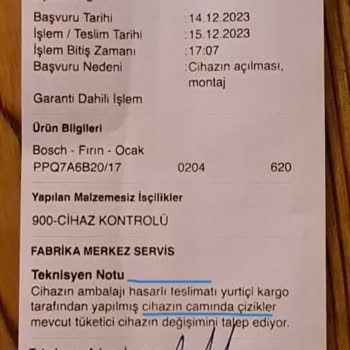 Başvuru Tarihi :14.12.2023
İşlem / Teslim Tarihi :15.12.2023
İşlem Bitiş Zamanı :17:07
Başvuru Nedeni :Cihazın açılması,
montaj
Garanti Dahili İşlem
Ürün Bilgileri
Bosch - Fırın - Ocak
PPQ7A6B20/17 0204 620
Yapılan Malzemesiz İşçilikler
900-CİHAZ KONTROLÜ
FABRİKA MERKEZ SERVİS
Teknisyen Notu
Cihazın ambalajı hasarlı teslimatı yurtiçi kargo
tarafından yapılmış cihazın camında çizikler
mevcut tüketici cihazın değişimini talep ediyor.